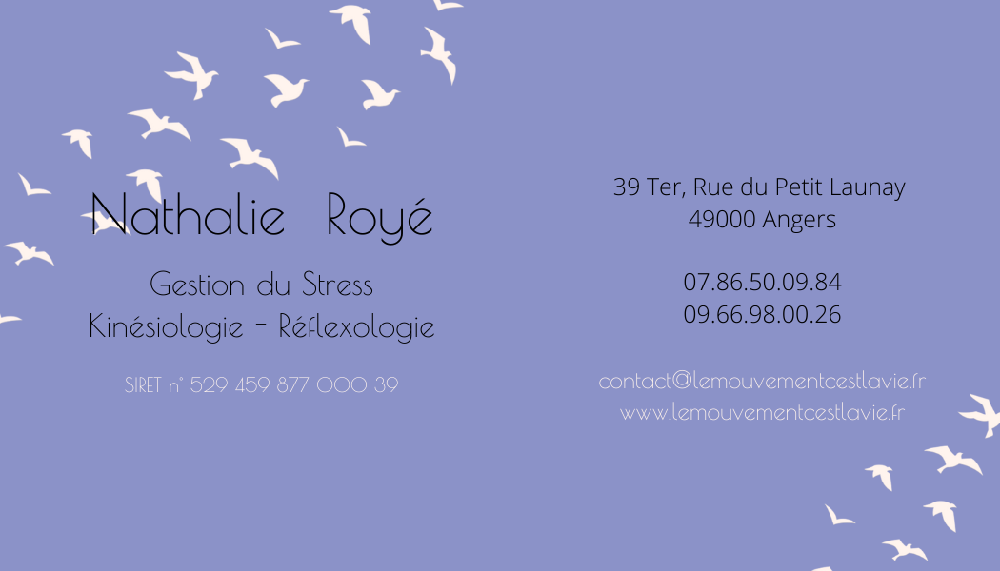 Nathalie Royé
Gestion du Stress
Kinésiologie - Réflexologie
SIRET n° 529 459 877 000 39
39 Ter, Rue du Petit Launay
49000 Angers
07.86.50.09.84
09.66.98.00.26
contact@lemouvementcestlavie.fr
www.lemouvementcestlavie.fr